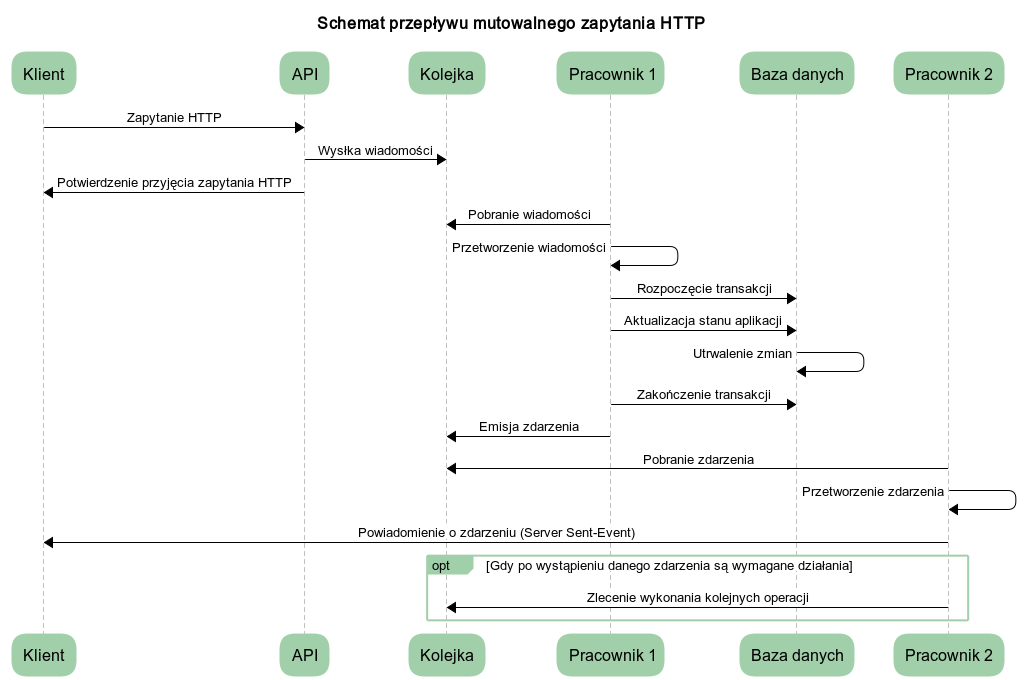 Schemat przepływu mutowalnego zapytania HTTP
Klient
API
Kolejka
Pracownik 1
Baza danych
Pracownik 2
Zapytanie HTTP
Wysłka wiadomości
Potwierdzenie przyjęcia zapytania HTTP
Pobranie wiadomości
Przetworzenie wiadomości
Rozpoczęcie transakcji
Aktualizacja stanu aplikacji
Utrwalenie zmian
Zakończenie transakcji
Emisja zdarzenia
Pobranie zdarzenia
Przetworzenie zdarzenia
Powiadomienie o zdarzeniu (Server Sent-Event)
opt
[Gdy po wystąpieniu danego zdarzenia są wymagane działania]
Zlecenie wykonania kolejnych operacji
Klient
API
Kolejka
Pracownik 1
Baza danych
Pracownik 2